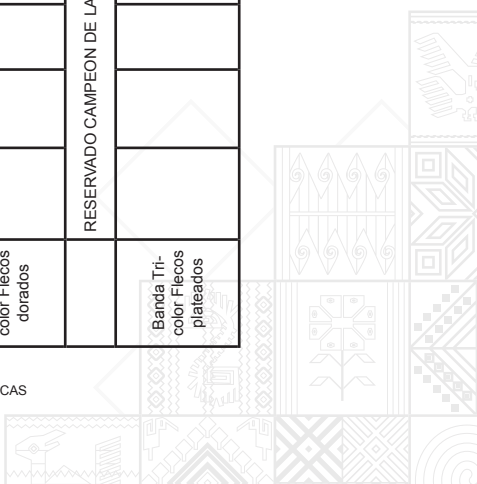 color Flecos
dorados
RESERVADO CAMPEON DE LA
Banda Tri-
color Flecos
plateados
CAS